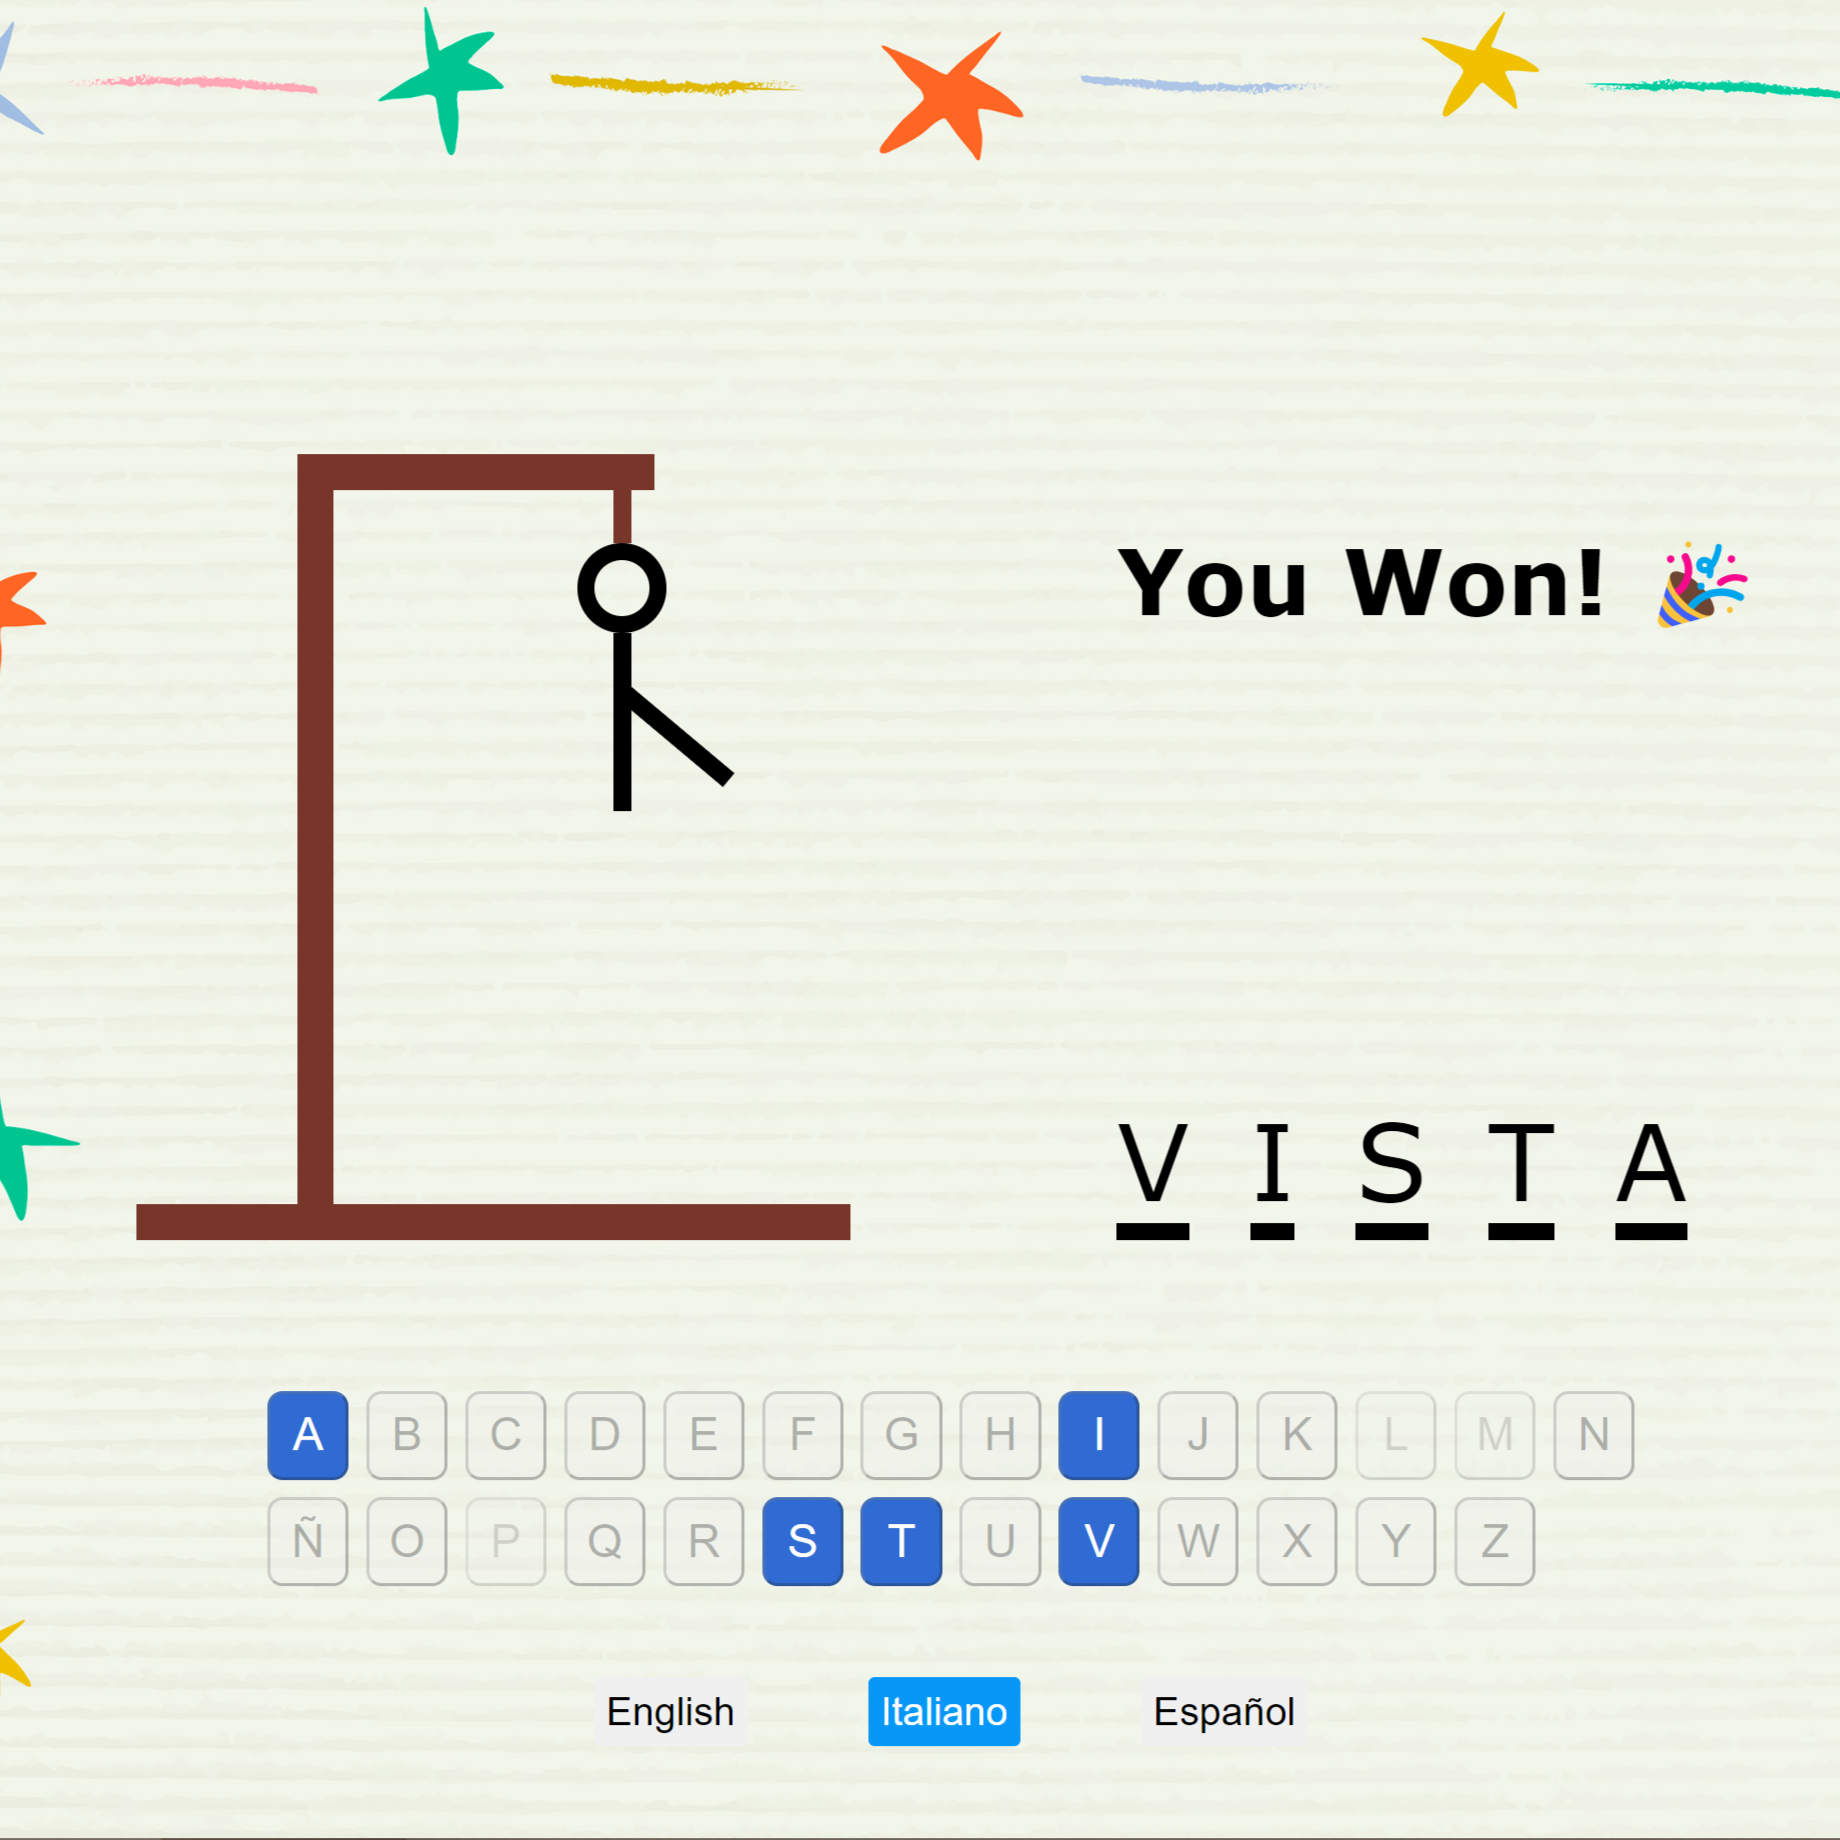 You Won! 🎉
V I S T A
A B C D E F G H I J K L M N
Ñ O P Q R S T U V W X Y Z
English Italiano Español